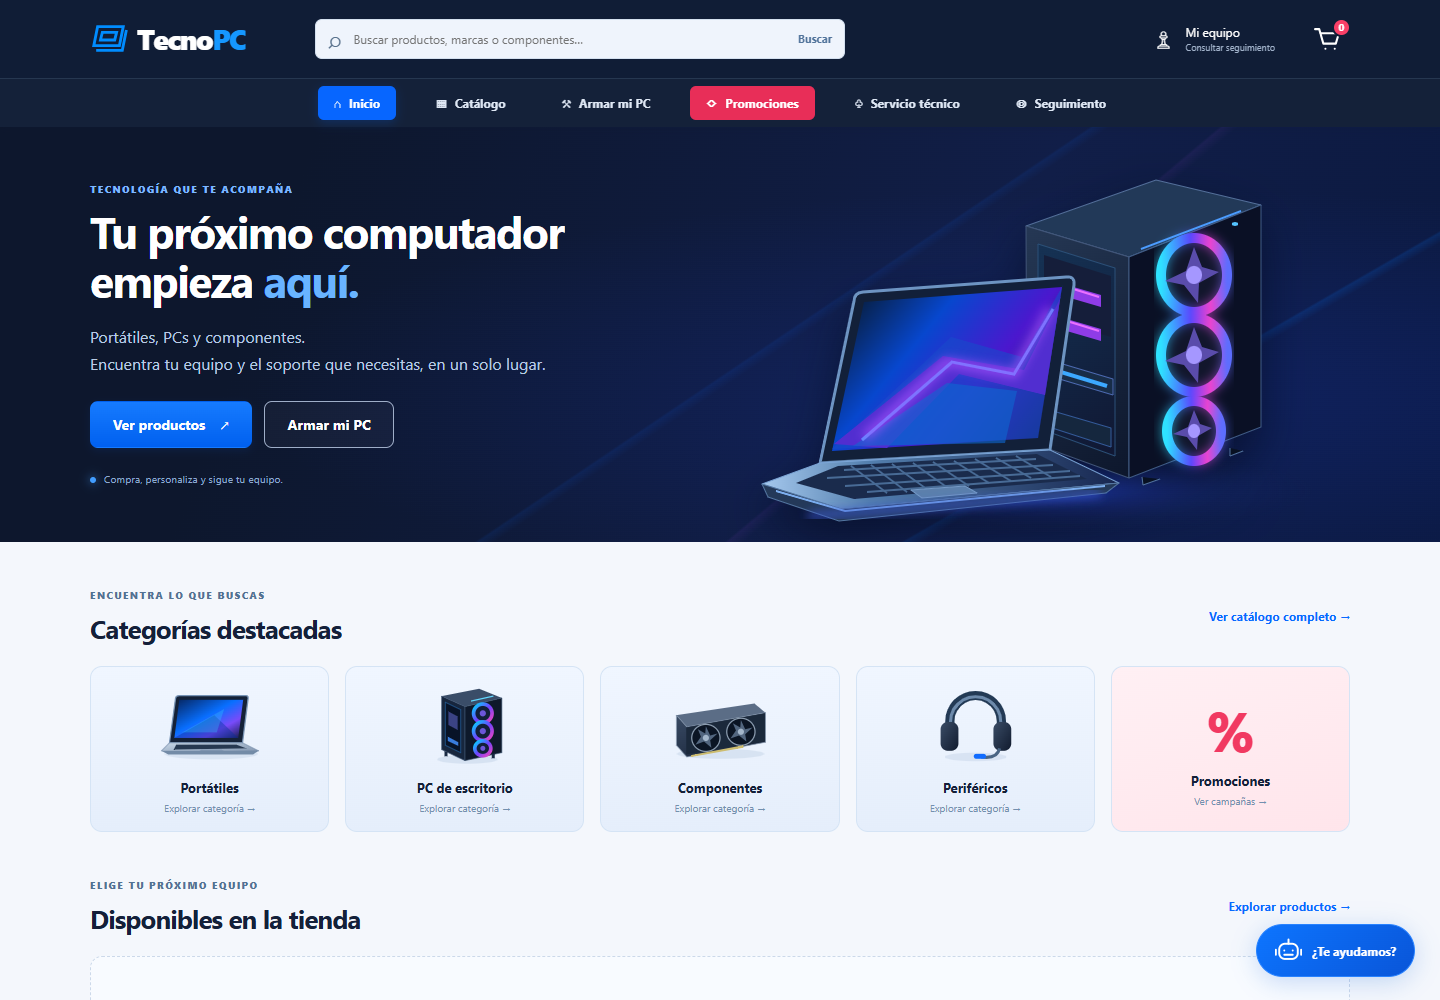 TecnoPC
Buscar productos, marcas o componentes...
Buscar
Mi equipo
Consultar seguimiento
0
Inicio
Catálogo
Armar mi PC
Promociones
Servicio técnico
Seguimiento
TECNOLOGÍA QUE TE ACOMPAÑA
Tu próximo computador
empieza aquí.
Portátiles, PCs y componentes.
Encuentra tu equipo y el soporte que necesitas, en un solo lugar.
Ver productos ↗
Armar mi PC
Compra, personaliza y sigue tu equipo.
ENCUENTRA LO QUE BUSCAS
Categorías destacadas
Ver catálogo completo →
Portátiles
Explorar categoría →
PC de escritorio
Explorar categoría →
Componentes
Explorar categoría →
Periféricos
Explorar categoría →
%
Promociones
Ver campañas →
ELIGE TU PRÓXIMO EQUIPO
Disponibles en la tienda
Explorar productos →
¿Te ayudamos?